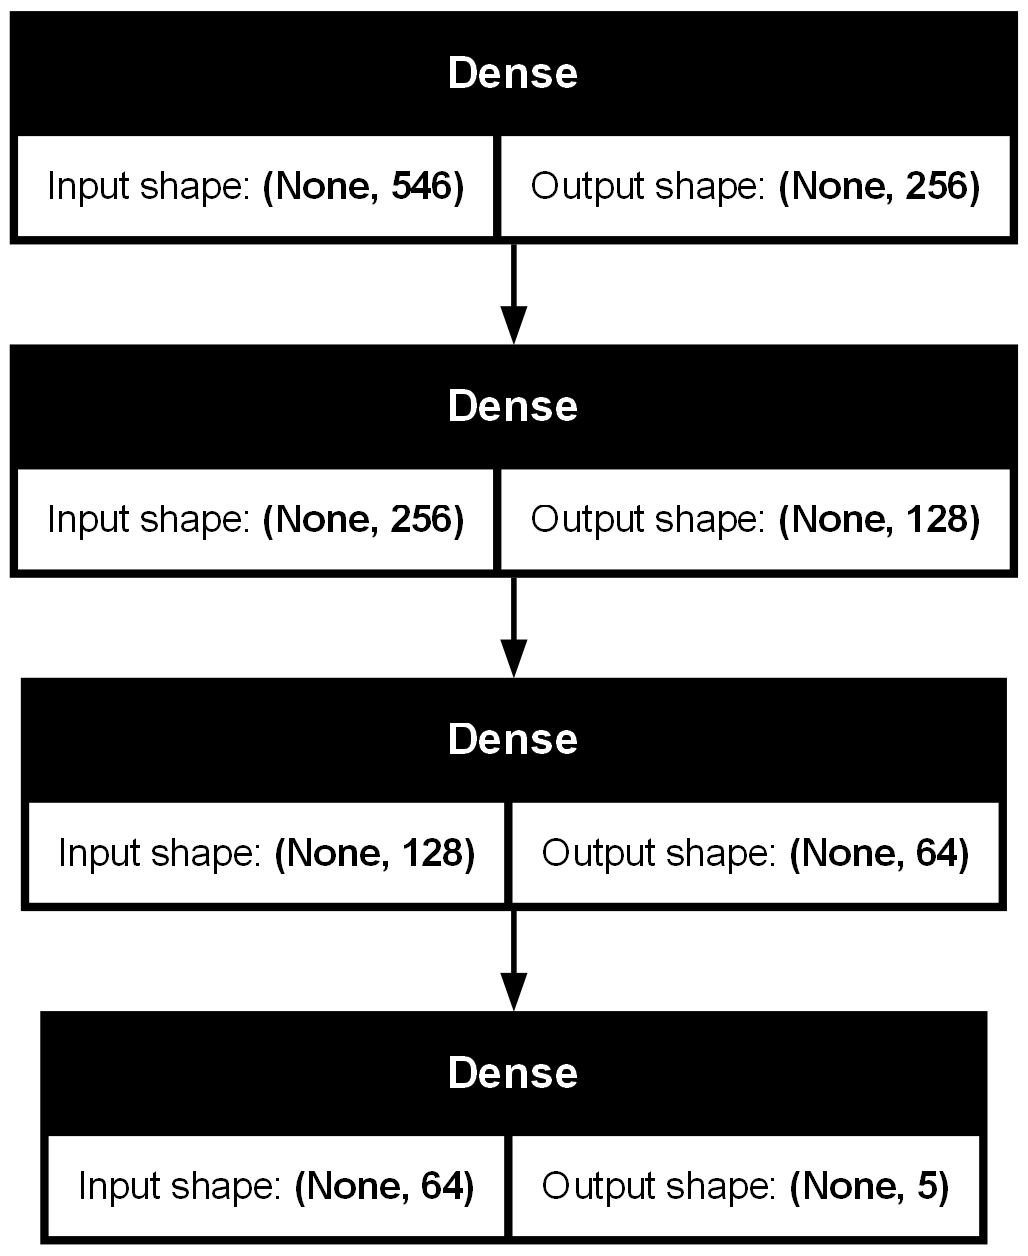 Dense
Input shape: (None, 546) Output shape: (None, 256)
Dense
Input shape: (None, 256) Output shape: (None, 128)
Dense
Input shape: (None, 128) Output shape: (None, 64)
Dense
Input shape: (None, 64) Output shape: (None, 5)